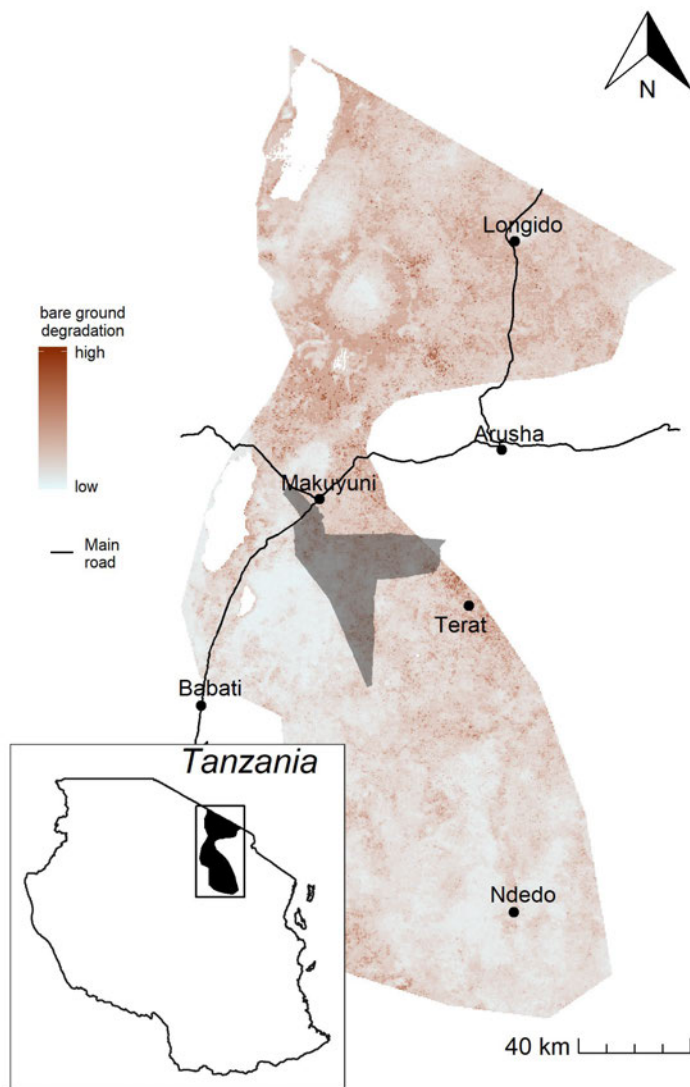 N
Longido
bare ground
degradation
high
low
Arusha
Makuyuni
Main
road
Terat
Babati
Tanzania
Ndedo
40 km